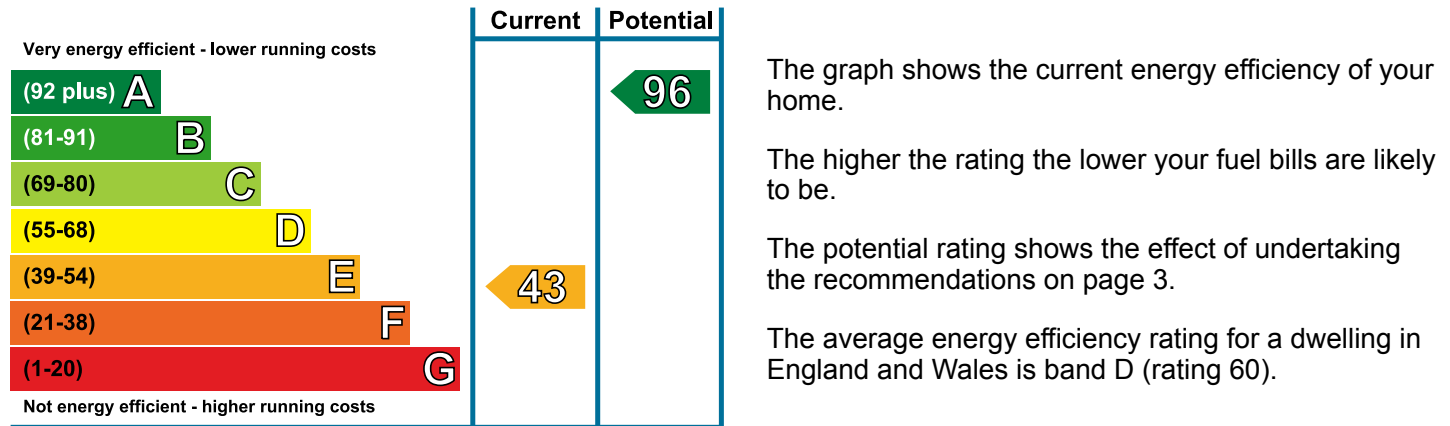 Current Potential
Very energy efficient - lower running costs
(92 plus) A
96
(81-91) B
(69-80) C
(55-68) D
(39-54) E
43
(21-38) F
(1-20) G
Not energy efficient - higher running costs
The graph shows the current energy efficiency of your
home.
The higher the rating the lower your fuel bills are likely
to be.
The potential rating shows the effect of undertaking
the recommendations on page 3.
The average energy efficiency rating for a dwelling in
England and Wales is band D (rating 60).